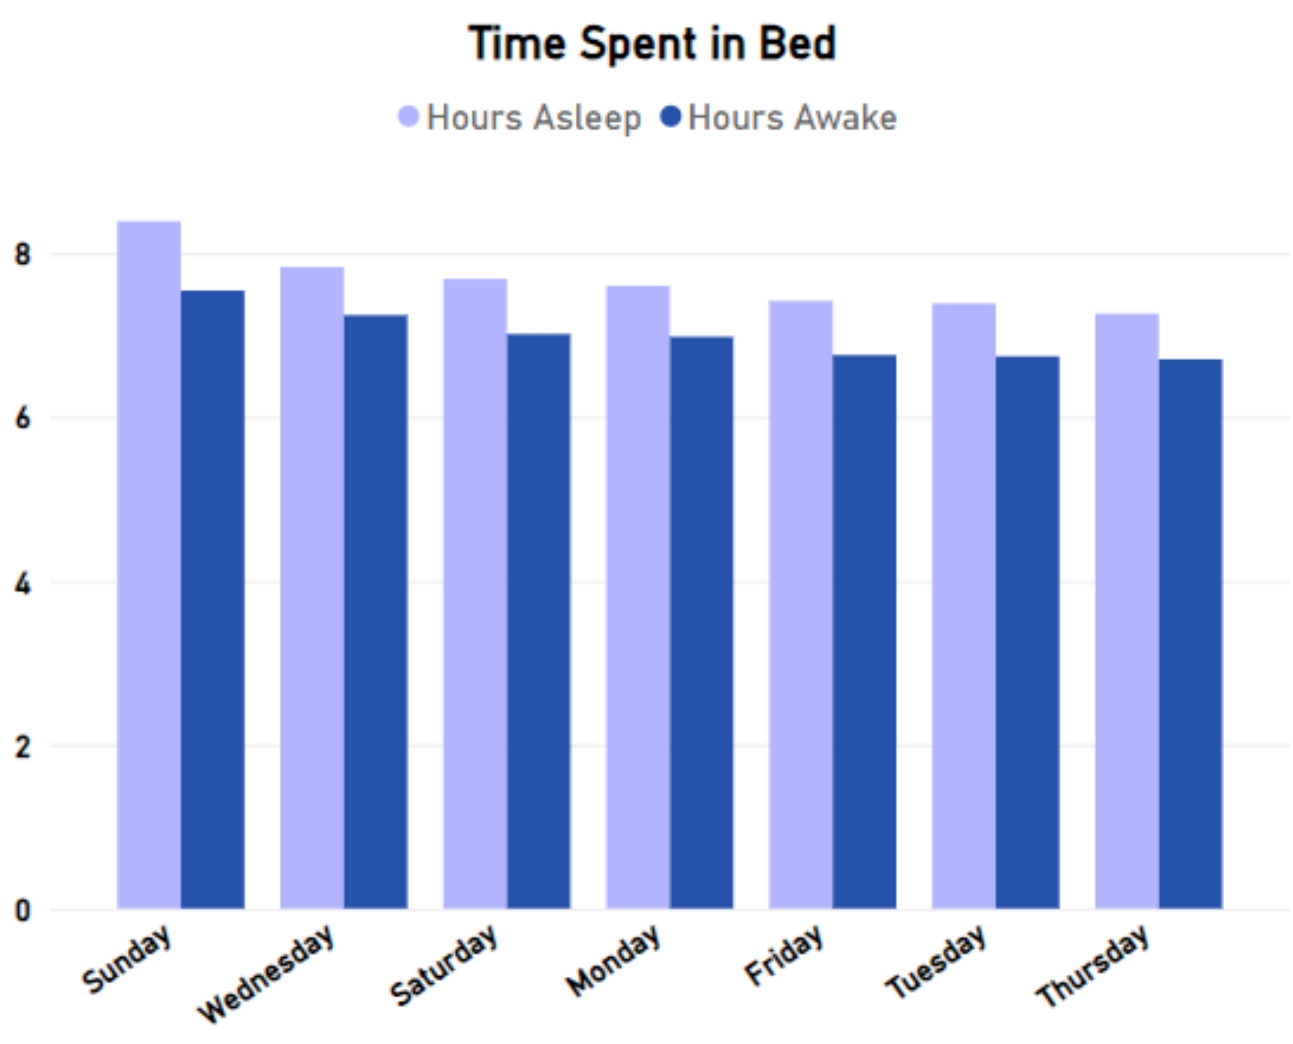 Time Spent in Bed
Hours Asleep Hours Awake
8
6
4
2
0
Sunday Wednesday Saturday Monday Friday Tuesday Thursday